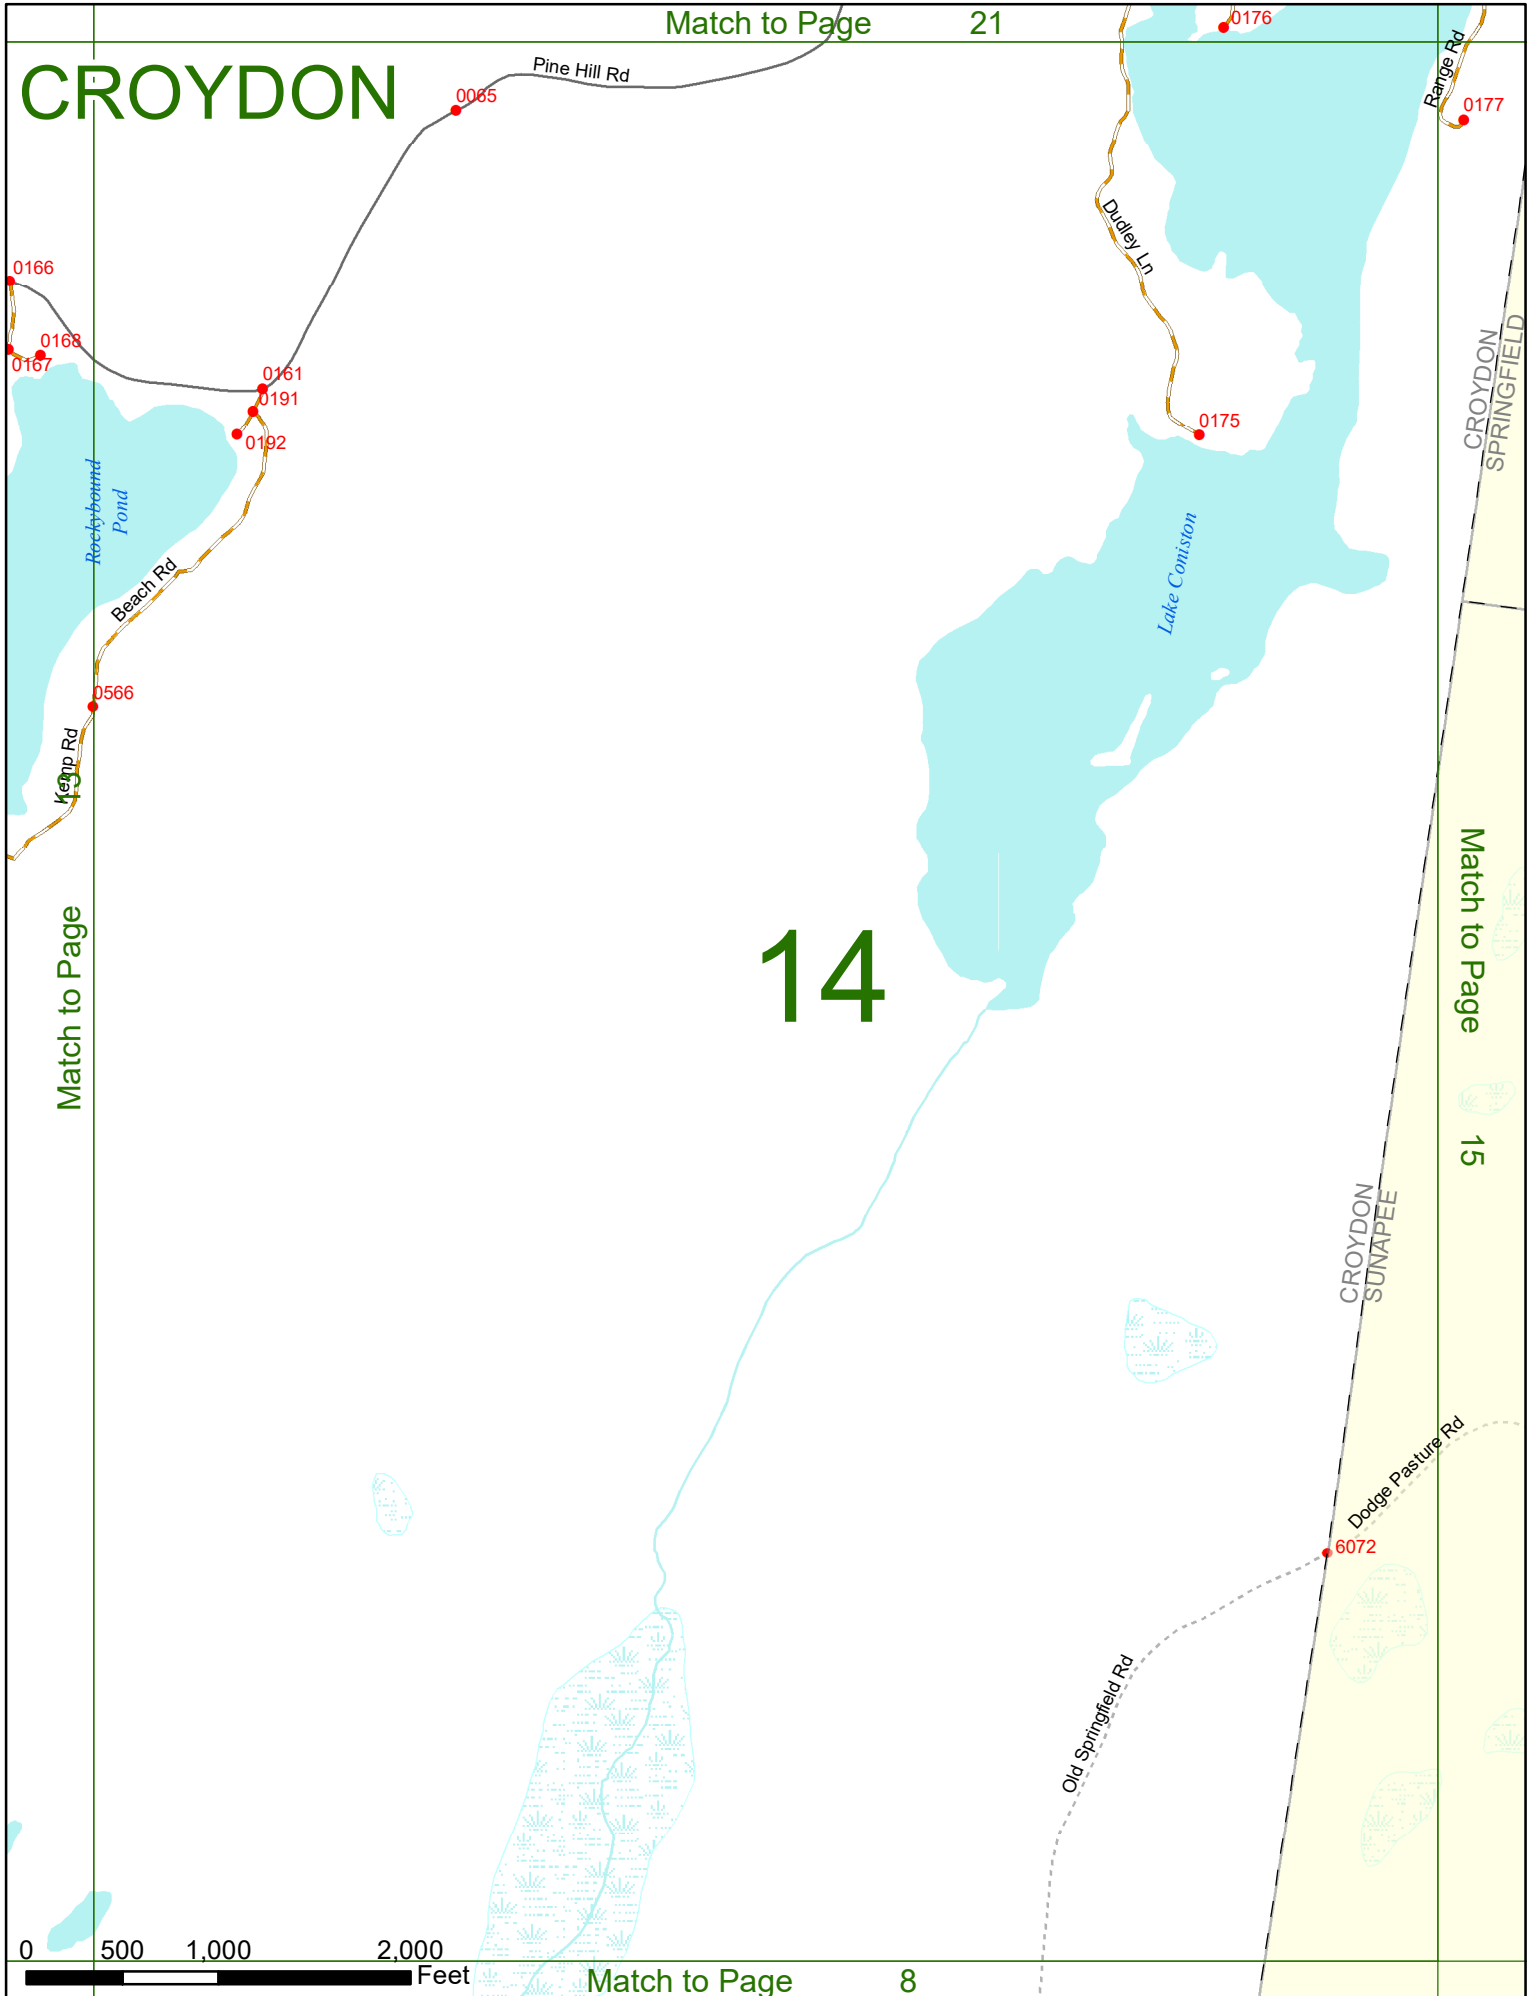 Match to Page 21
CROYDON
0176
Range Rd
0177
Pine Hill Rd
0065
Dudley Ln
0166
0168
0167
0161
0191
0192
0175
CROYDON
SPRINGFIELD
Rockybound
Pond
Lake Coniston
Beach Rd
0566
Kemp Rd
13
Match to Page
14
Match to Page 15
CROYDON
SUNAPEE
Dodge Pasture Rd
6072
Old Springfield Rd
0 500 1,000 2,000
Feet
Match to Page 8